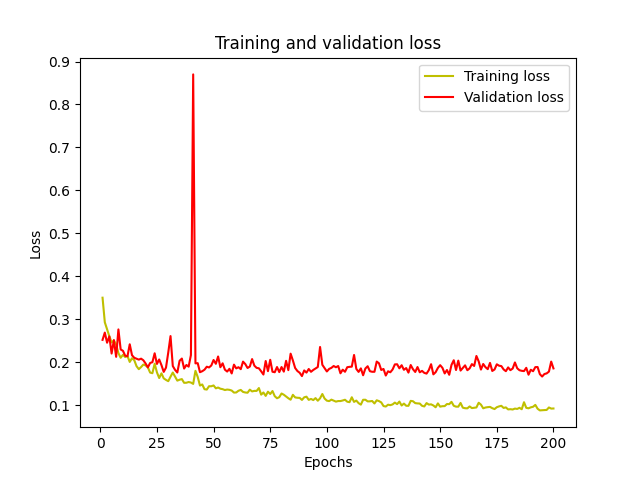 Training and validation loss
Training loss
Validation loss
Loss
0.9
0.8
0.7
0.6
0.5
0.4
0.3
0.2
0.1
0 25 50 75 100 125 150 175 200
Epochs